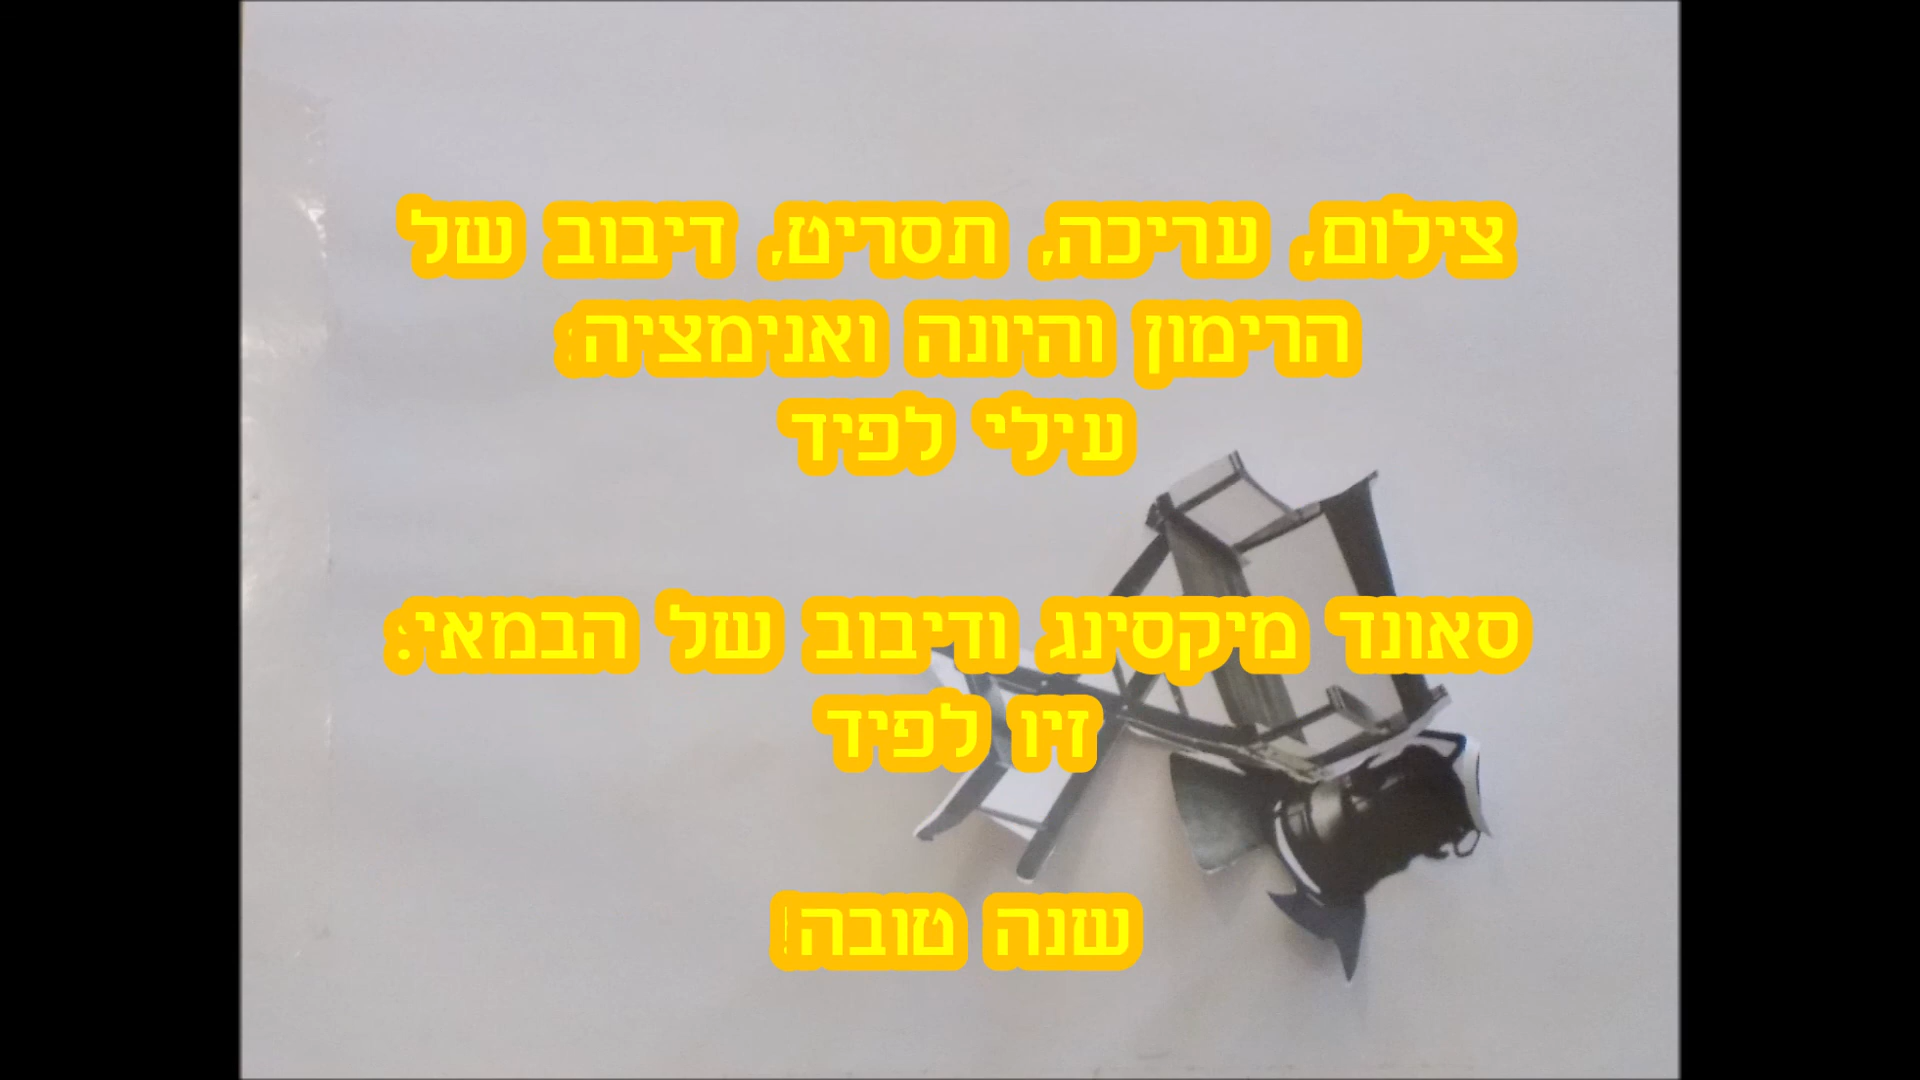 צילום, עריכה, תסריט, דיבוב של
הרימון והיונה ואנימציה:
עילי לפיד
סאונד מיקסינג ודיבוב של הבמאי:
זיו לפיד
שנה טובה!